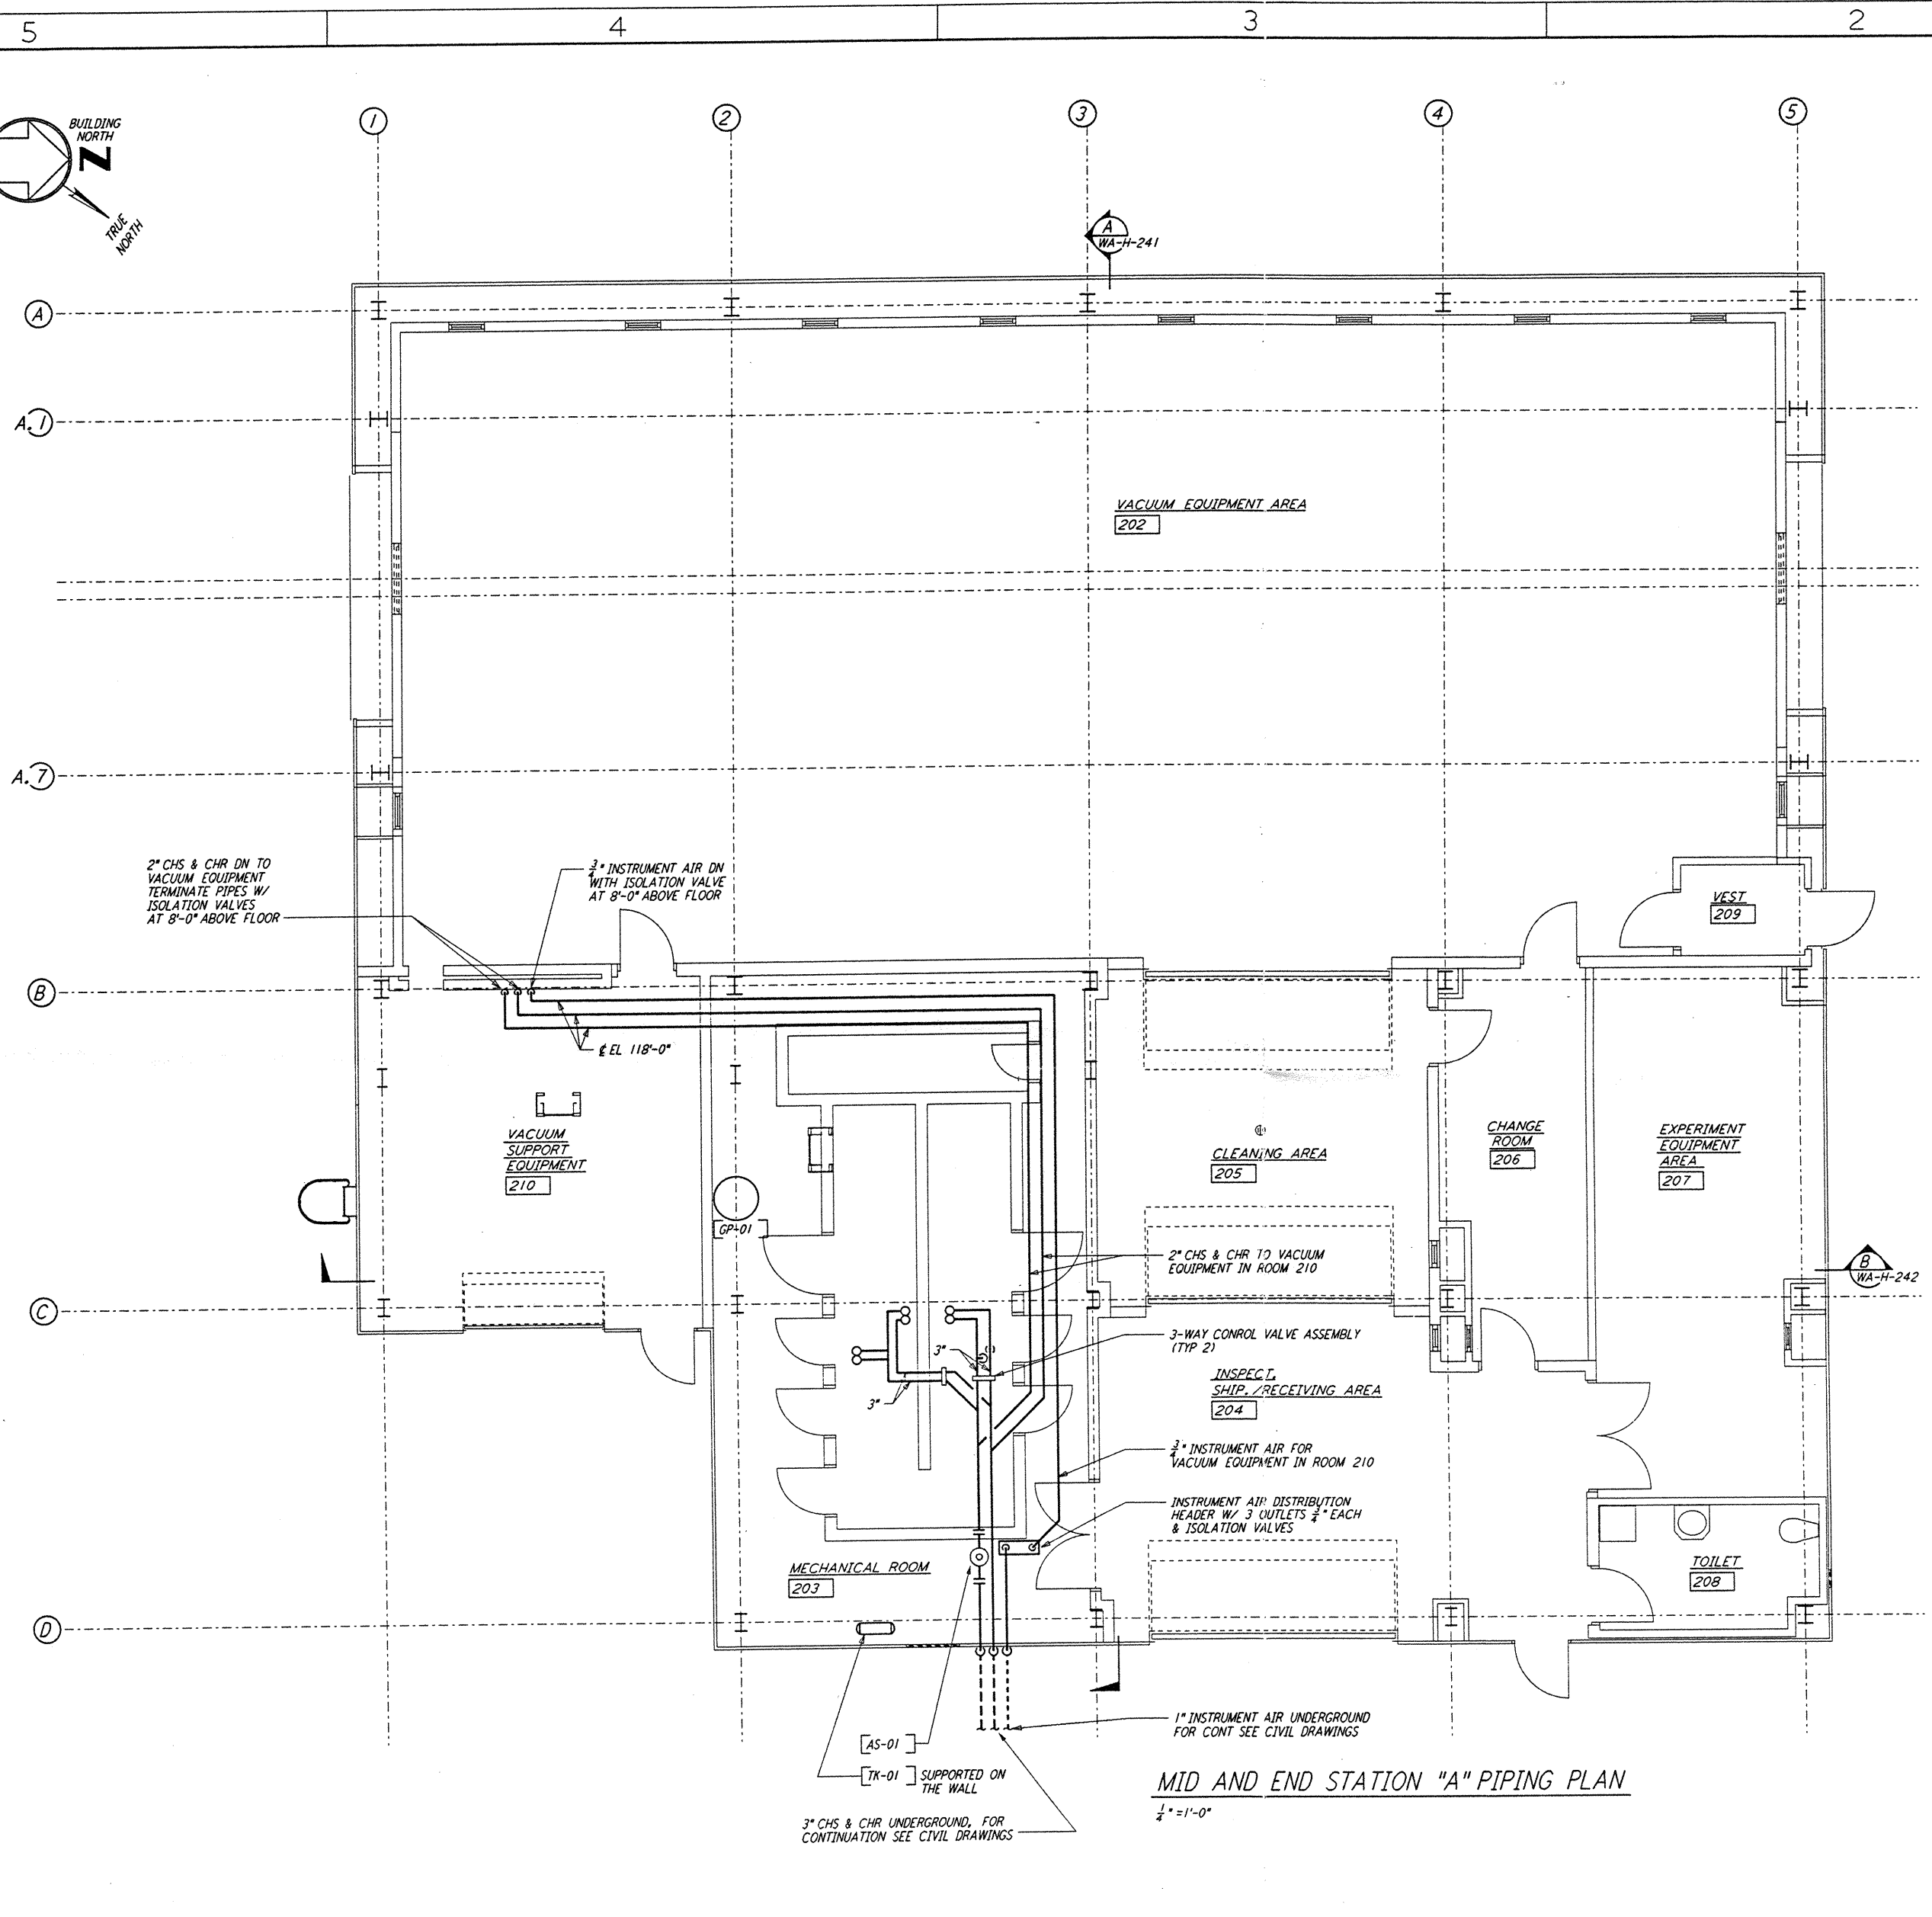 5 4 3 2
BUILDING
NORTH
N
TRUE
NORTH
1 2 3 4 5
A
WA-H-241
A
A.1
VACUUM EQUIPMENT AREA
202
A.7
2" CHS & CHR DN TO
VACUUM EQUIPMENT
TERMINATE PIPES W/
ISOLATION VALVES
AT 8'-0" ABOVE FLOOR
3/4" INSTRUMENT AIR DN
WITH ISOLATION VALVE
AT 8'-0" ABOVE FLOOR
VEST
209
B
℄ EL 118'-0"
VACUUM
SUPPORT
EQUIPMENT
210
GP-01
CLEANING AREA
205
CHANGE
ROOM
206
EXPERIMENT
EQUIPMENT
AREA
207
2" CHS & CHR TO VACUUM
EQUIPMENT IN ROOM 210
B
WA-H-242
C
3"
3"
3-WAY CONROL VALVE ASSEMBLY
(TYP 2)
INSPECT.
SHIP./RECEIVING AREA
204
3/4" INSTRUMENT AIR FOR
VACUUM EQUIPMENT IN ROOM 210
INSTRUMENT AIR DISTRIBUTION
HEADER W/ 3 OUTLETS 3/4" EACH
& ISOLATION VALVES
MECHANICAL ROOM
203
TOILET
208
D
1" INSTRUMENT AIR UNDERGROUND
FOR CONT SEE CIVIL DRAWINGS
AS-01
TK-01 SUPPORTED ON
THE WALL
3" CHS & CHR UNDERGROUND, FOR
CONTINUATION SEE CIVIL DRAWINGS
MID AND END STATION "A" PIPING PLAN
1/4" =1'-0"